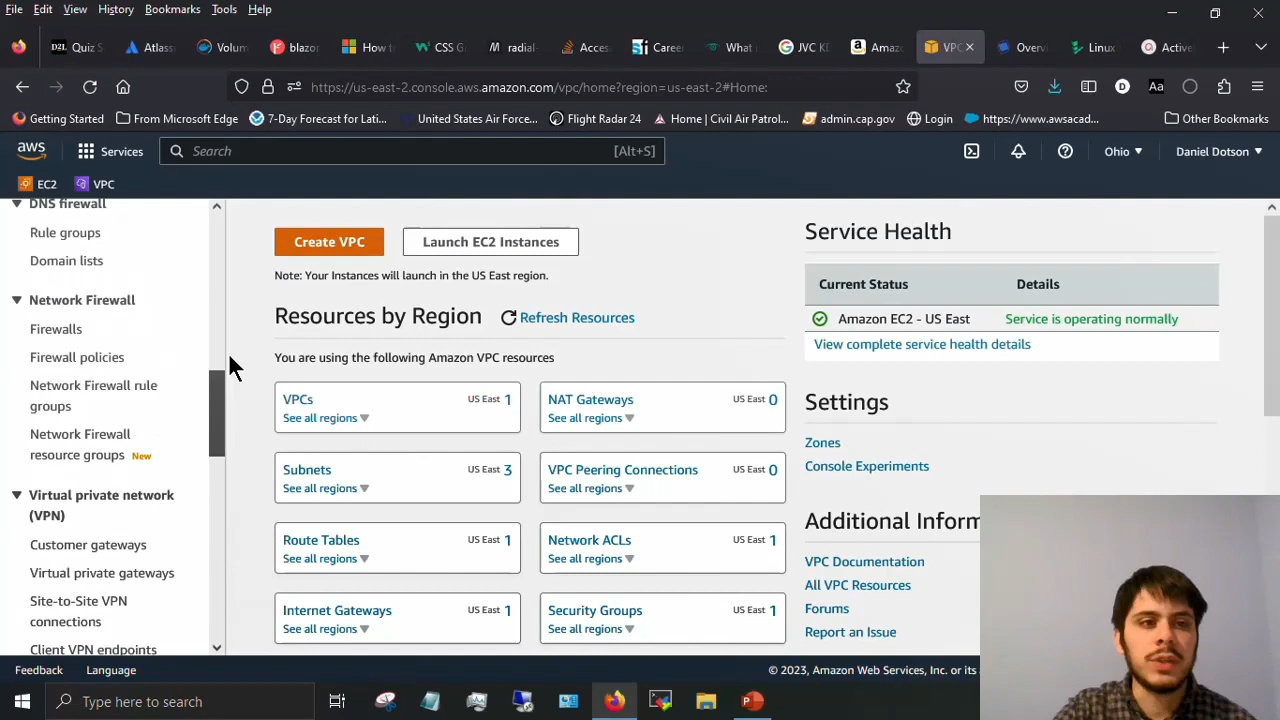 File Edit View History Bookmarks Tools Help
D2L Quiz S Atlass Volum blazor How to CSS G radial- Acces Career What i JVC KD Amaz VPC Overv Linux Active
https://us-east-2.console.aws.amazon.com/vpc/home?region=us-east-2#Home:
Getting Started From Microsoft Edge 7-Day Forecast for Lati... United States Air Force... Flight Radar 24 Home | Civil Air Patrol... admin.cap.gov Login https://www.awsacad... Other Bookmarks
aws Services Search [Alt+S] Ohio Daniel Dotson
EC2 VPC
DNS firewall
Rule groups
Domain lists
Network Firewall
Firewalls
Firewall policies
Network Firewall rule
groups
Network Firewall
resource groups New
Virtual private network
(VPN)
Customer gateways
Virtual private gateways
Site-to-Site VPN
connections
Client VPN endpoints
Create VPC Launch EC2 Instances
Note: Your Instances will launch in the US East region.
Resources by Region Refresh Resources
You are using the following Amazon VPC resources
VPCs US East 1
See all regions
NAT Gateways US East 0
See all regions
Subnets US East 3
See all regions
VPC Peering Connections US East 0
See all regions
Route Tables US East 1
See all regions
Network ACLs US East 1
See all regions
Internet Gateways US East 1
See all regions
Security Groups US East 1
See all regions
Service Health
Current Status Details
Amazon EC2 - US East Service is operating normally
View complete service health details
Settings
Zones
Console Experiments
Additional Inform
VPC Documentation
All VPC Resources
Forums
Report an Issue
Feedback Language © 2023, Amazon Web Services, Inc. or its
Type here to search